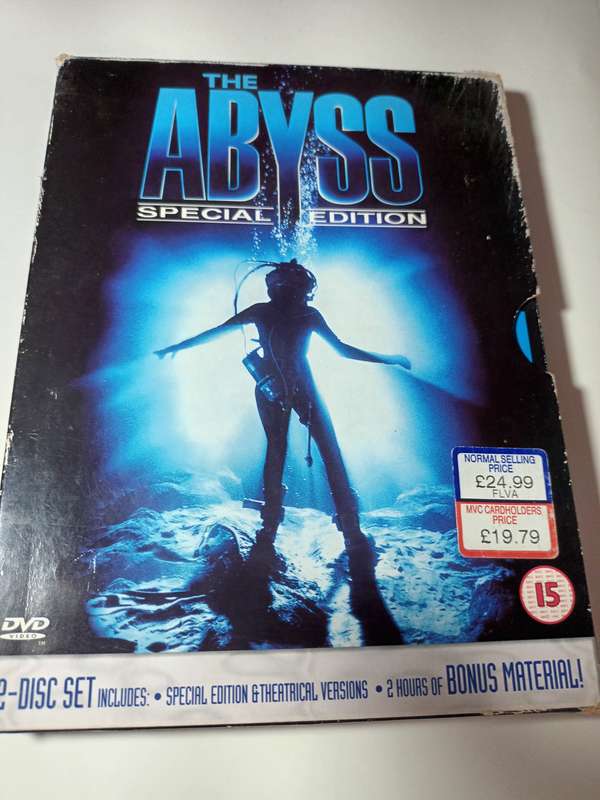 THE
ABYSS
SPECIAL EDITION
NORMAL SELLING
PRICE
£24.99
FLVA
MVC CARDHOLDERS
PRICE
£19.79
15
DVD
VIDEO
TM
2-DISC SET INCLUDES: • SPECIAL EDITION & THEATRICAL VERSIONS • 2 HOURS OF BONUS MATERIAL!